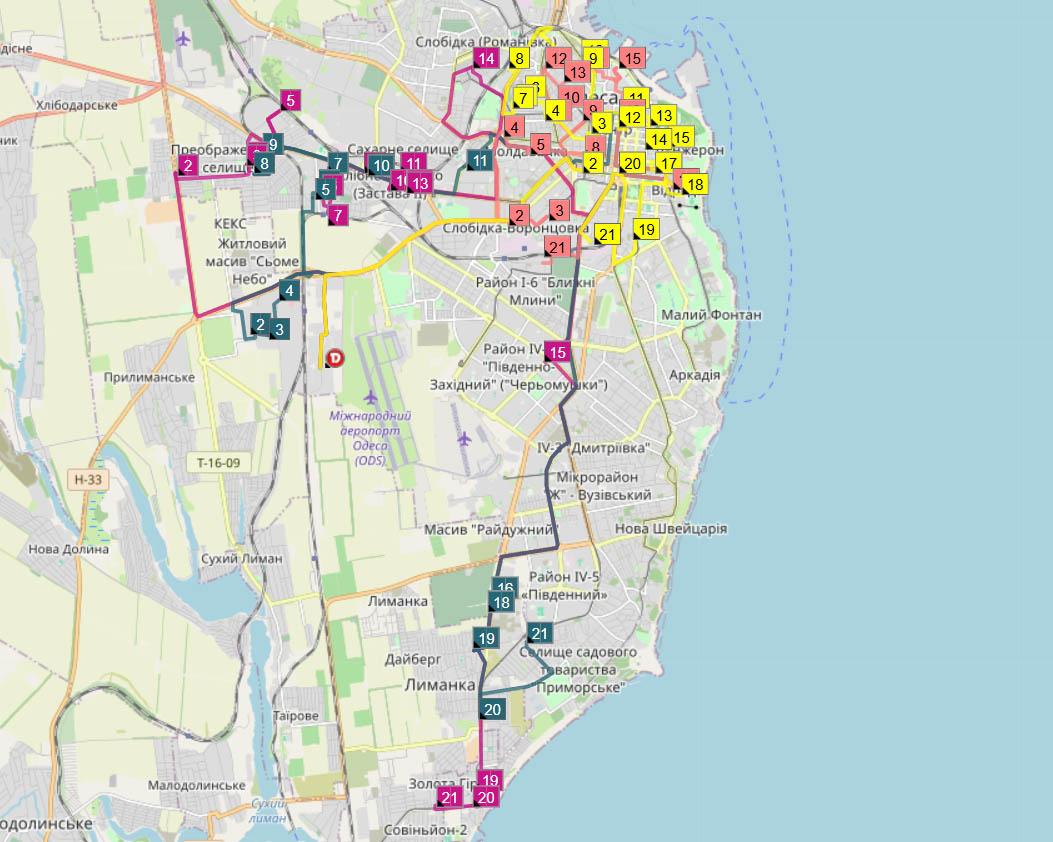 дісне
Слобідка (Романівка)
14
8
12
9
15
13
5
Хлібодарське
7
10
11
4
9
3
12
13
4
9
Преображе
Сахарне селище
5
8
14
15
2
селищ
8
7
10
11
11
2
20
17
5
13
18
(Застава II)
7
2
3
КЕКС
Слобідка-Воронцовка
21
19
Житловий
21
масив "Сьоме
Небо"
4
Район I-6 "Ближні
Млини"
2
3
Малий Фонтан
15
D
Район IV-
"Південно-
Прилиманське
Західний" ("Черьомушки")
Аркадія
Міжнародний
аеропорт
Одеса
(ODS)
IV-3 "Дмитріївка"
Т-16-09
Н-33
Мікрорайон
"Ж" - Вузівський
Масив "Райдужний"
Нова Швейцарія
Нова Долина
Сухий Лиман
16
Район IV-5
«Південний»
18
Лиманка
19
21
Дайберг
Селище садового
товариства
"Приморське"
Лиманка
20
Таїрове
Малодолинське
Золота Гір
19
21
20
Сухий
лиман
одолинське
Совіньйон-2